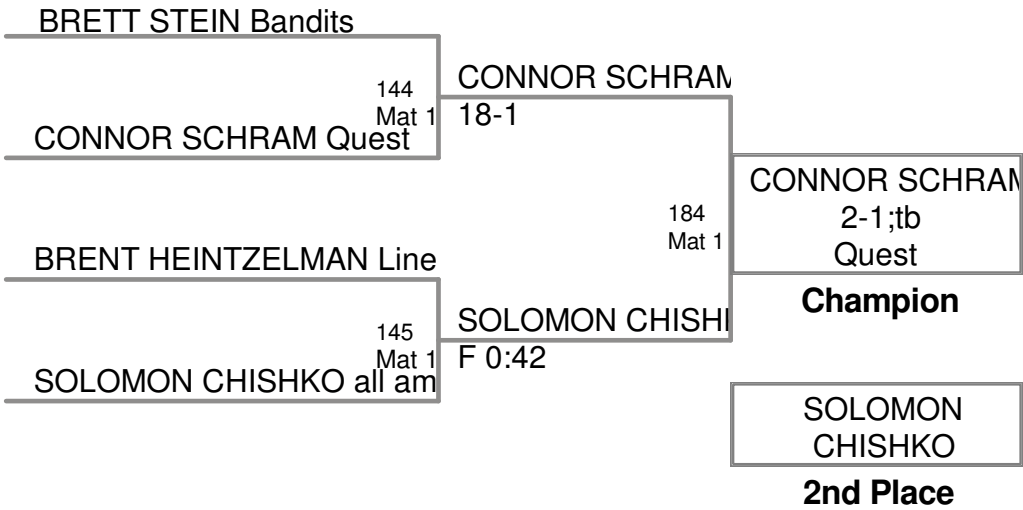 BRETT STEIN Bandits
144
Mat 1
CONNOR SCHRAM Quest
CONNOR SCHRAM
18-1
BRENT HEINTZELMAN Line
145
Mat 1
SOLOMON CHISHKO all am
SOLOMON CHISH
F 0:42
184
Mat 1
CONNOR SCHRAM
2-1;tb
Quest
Champion
SOLOMON
CHISHKO
2nd Place